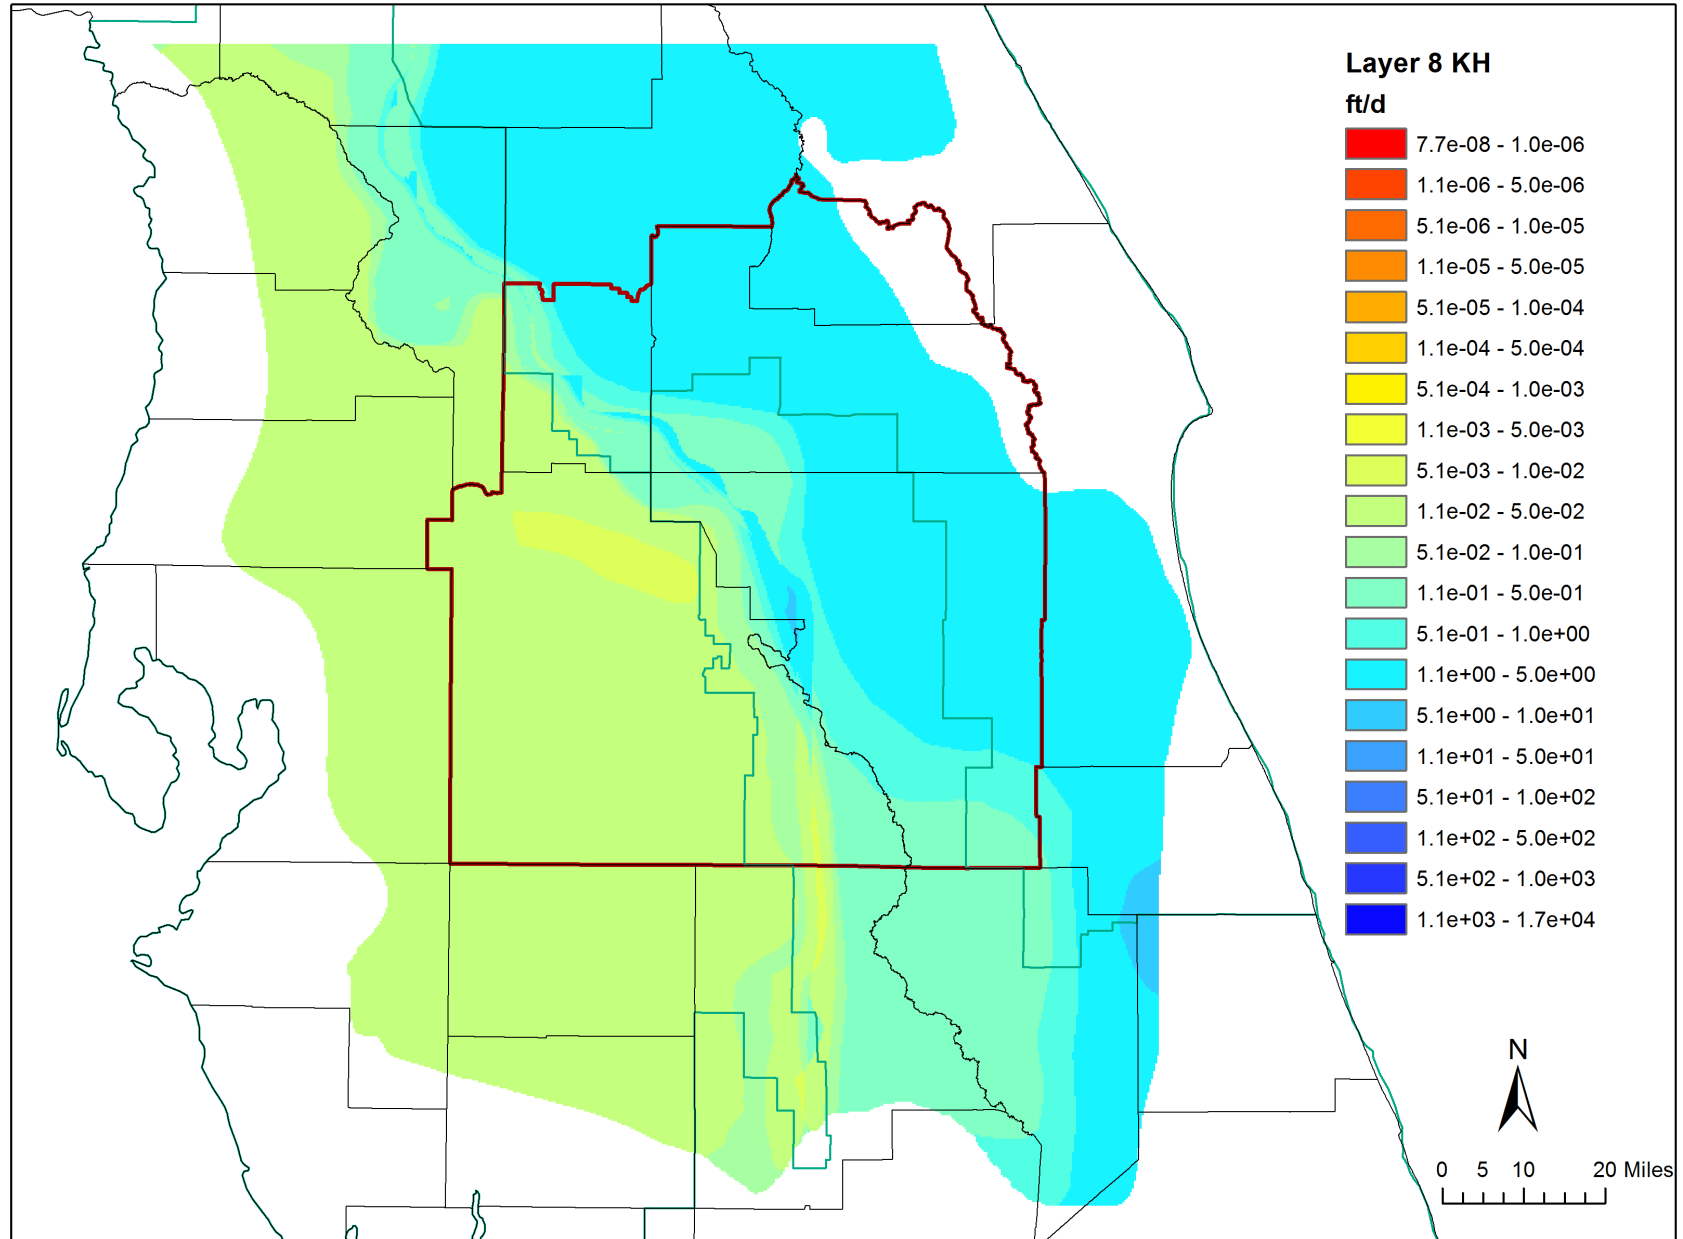 Layer 8 KH
ft/d
7.7e-08 - 1.0e-06
1.1e-06 - 5.0e-06
5.1e-06 - 1.0e-05
1.1e-05 - 5.0e-05
5.1e-05 - 1.0e-04
1.1e-04 - 5.0e-04
5.1e-04 - 1.0e-03
1.1e-03 - 5.0e-03
5.1e-03 - 1.0e-02
1.1e-02 - 5.0e-02
5.1e-02 - 1.0e-01
1.1e-01 - 5.0e-01
5.1e-01 - 1.0e+00
1.1e+00 - 5.0e+00
5.1e+00 - 1.0e+01
1.1e+01 - 5.0e+01
5.1e+01 - 1.0e+02
1.1e+02 - 5.0e+02
5.1e+02 - 1.0e+03
1.1e+03 - 1.7e+04
N
0 5 10 20 Miles